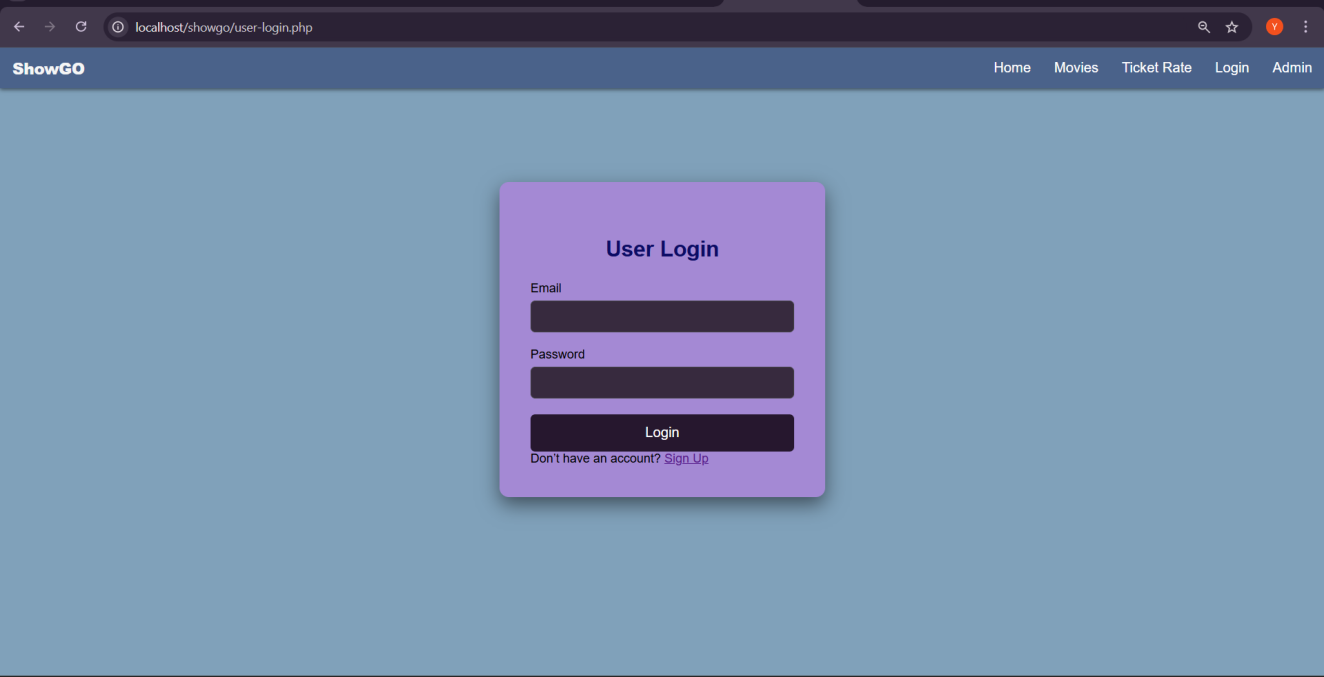 localhost/showgo/user-login.php
Y
ShowGO Home Movies Ticket Rate Login Admin
User Login
Email
Password
Login
Don't have an account? Sign Up